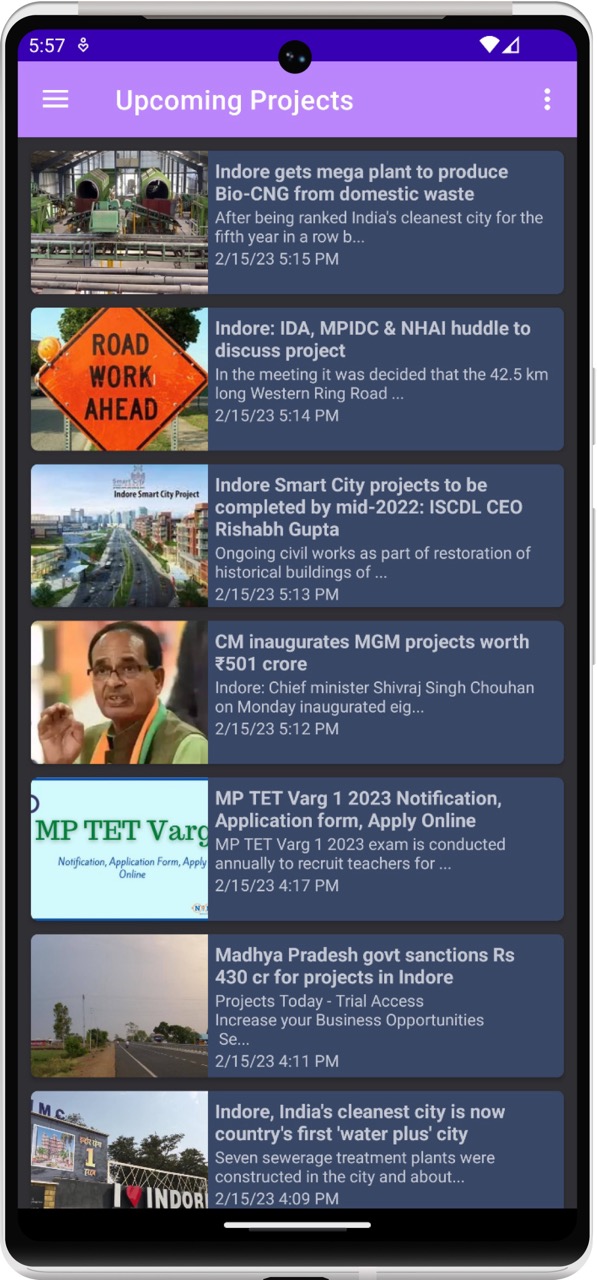 5:57
Upcoming Projects
Indore gets mega plant to produce
Bio-CNG from domestic waste
After being ranked India's cleanest city for the
fifth year in a row b...
2/15/23 5:15 PM
ROAD
WORK
AHEAD
Indore: IDA, MPIDC & NHAI huddle to
discuss project
In the meeting it was decided that the 42.5 km
long Western Ring Road ...
2/15/23 5:14 PM
Smart City
Indore Smart City Project
Indore Smart City projects to be
completed by mid-2022: ISCDL CEO
Rishabh Gupta
Ongoing civil works as part of restoration of
historical buildings of ...
2/15/23 5:13 PM
CM inaugurates MGM projects worth
₹501 crore
Indore: Chief minister Shivraj Singh Chouhan
on Monday inaugurated eig...
2/15/23 5:12 PM
MP TET Varg
Notification, Application Form, Apply
Online
MP TET Varg 1 2023 Notification,
Application form, Apply Online
MP TET Varg 1 2023 exam is conducted
annually to recruit teachers for ...
2/15/23 4:17 PM
Madhya Pradesh govt sanctions Rs
430 cr for projects in Indore
Projects Today - Trial Access
Increase your Business Opportunities
Se...
2/15/23 4:11 PM
I M C
1
INDOR
Indore, India's cleanest city is now
country's first 'water plus' city
Seven sewerage treatment plants were
constructed in the city and about...
2/15/23 4:09 PM